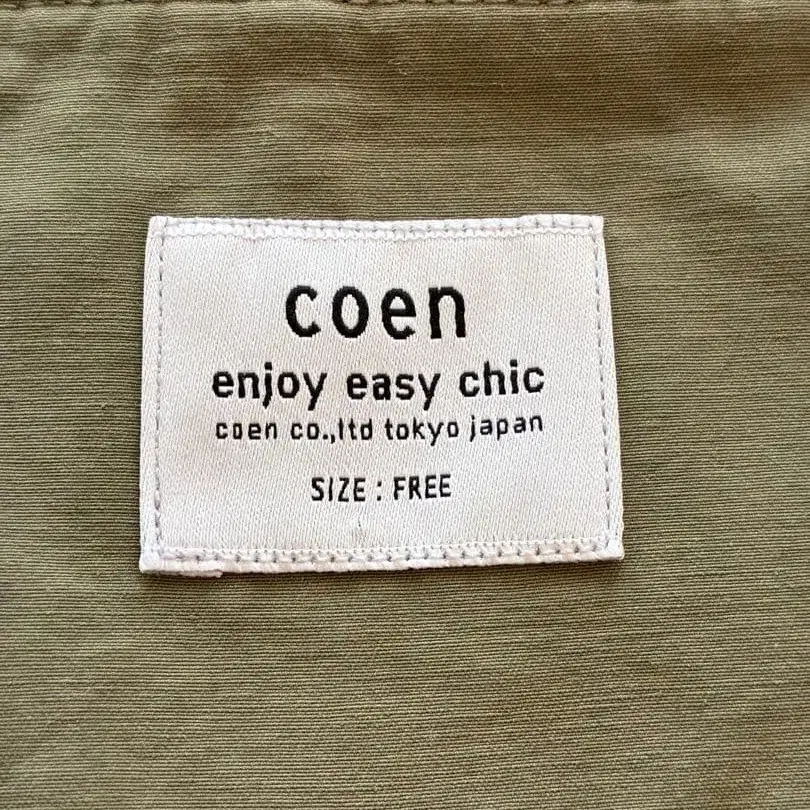 coen
enjoy easy chic
coen co.,ltd tokyo japan
SIZE : FREE